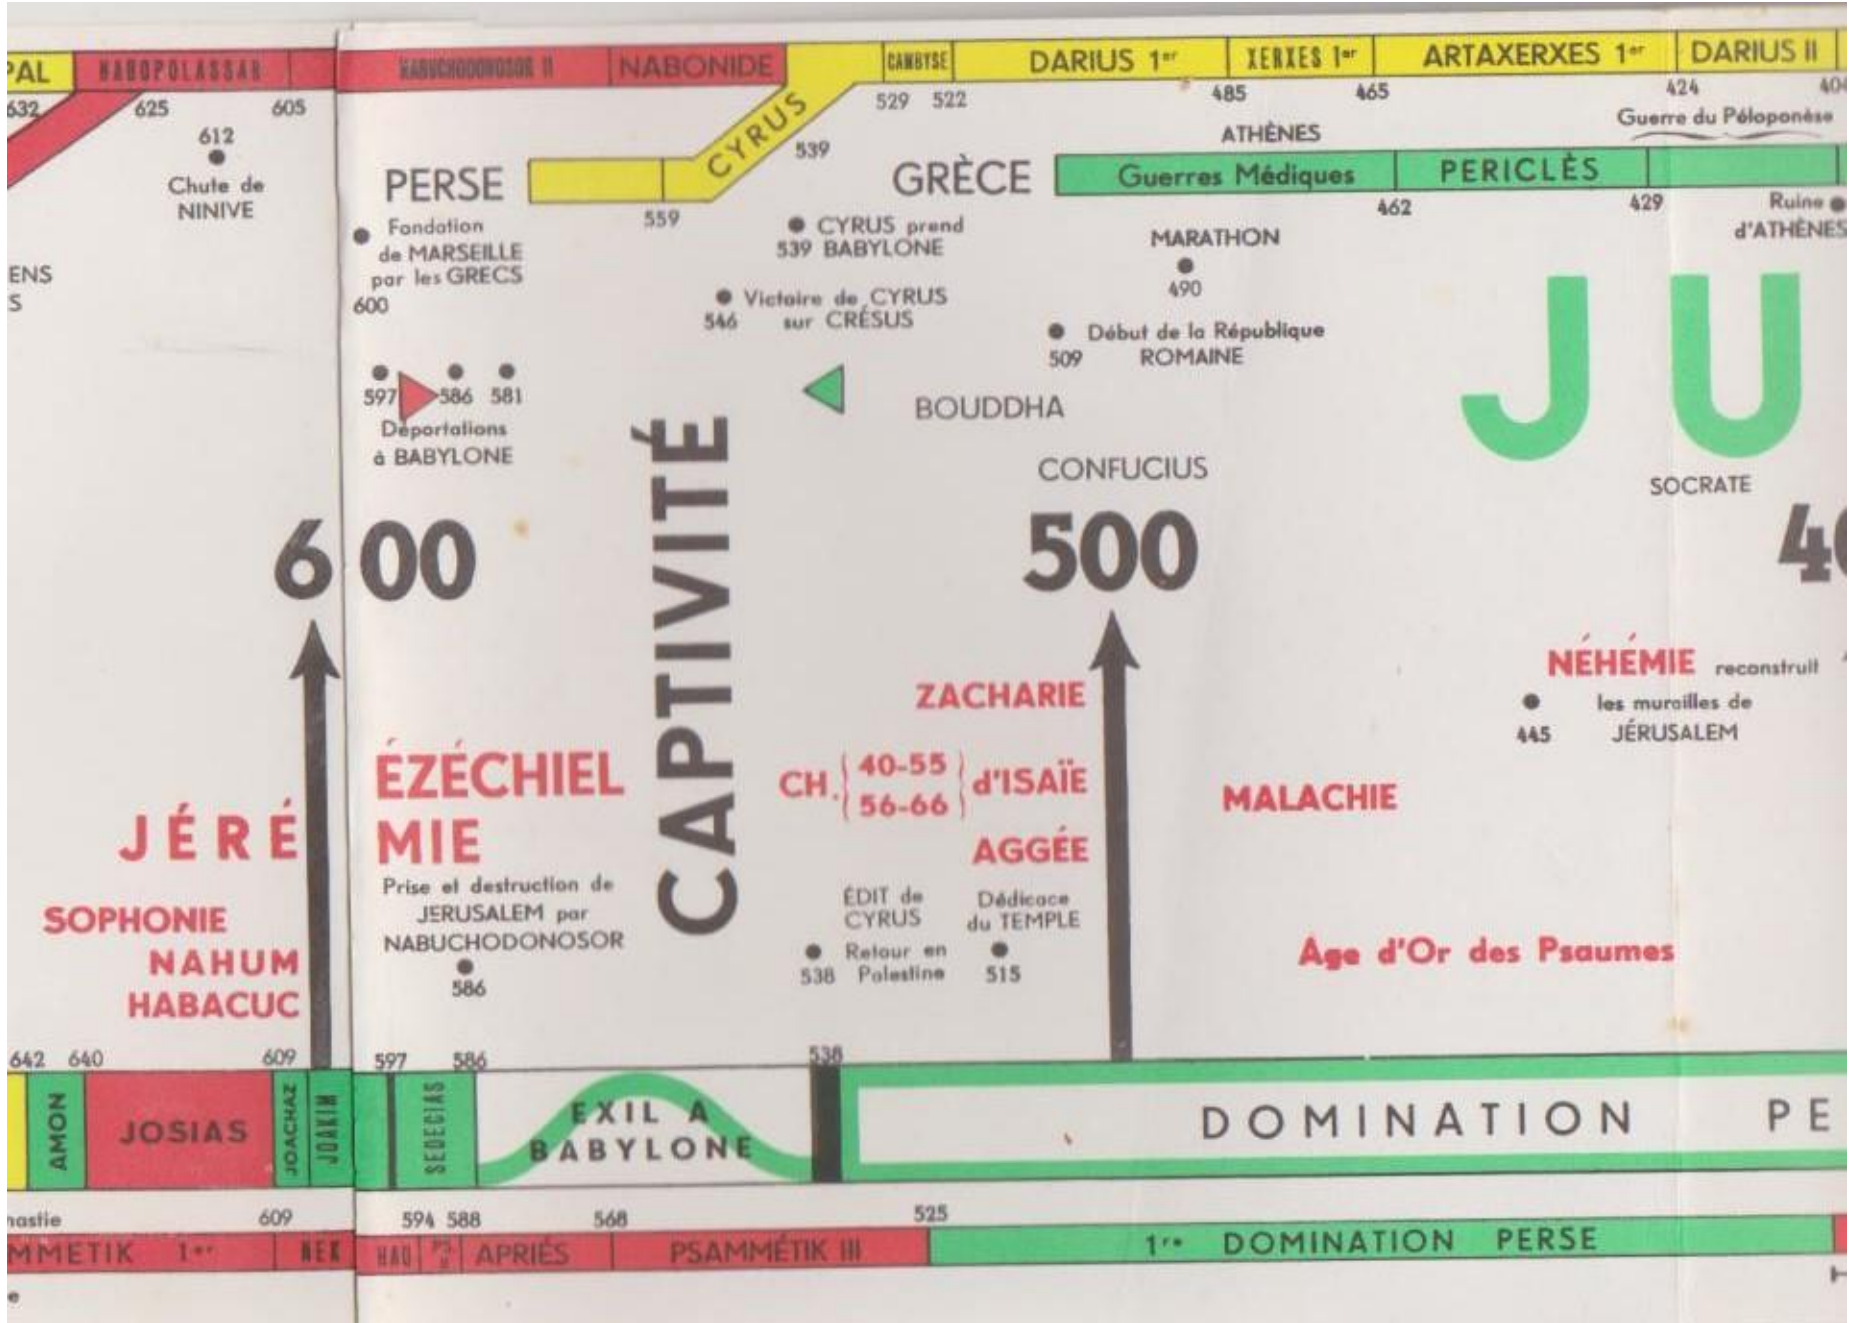 PAL NABOPOLASSAR NABUCHODONOSOR II NABONIDE CAMBYSE DARIUS 1er XERXES 1er ARTAXERXES 1er DARIUS II
632 625 605 529 522 485 465 424 404
CYRUS
539
612
Chute de
NINIVE
PERSE
559
GRÈCE
ATHÈNES
Guerres Médiques PERICLÈS
462 429
Guerre du Péloponèse
Ruine
d'ATHÈNES
ENS
S
Fondation
de MARSEILLE
par les GRECS
600
CYRUS prend
539 BABYLONE
Victoire de CYRUS
546 sur CRÉSUS
MARATHON
490
Début de la République
509 ROMAINE
597 586 581
Déportations
à BABYLONE
CAPTIVITÉ
BOUDDHA
CONFUCIUS
JU
SOCRATE
600 500 40
ZACHARIE
NÉHÉMIE reconstruit
les murailles de
445 JÉRUSALEM
ÉZÉCHIEL
CH. 40-55 d'ISAÏE
56-66
MALACHIE
JÉRÉ MIE
AGGÉE
Prise et destruction de
JERUSALEM par
NABUCHODONOSOR
586
ÉDIT de
CYRUS
Retour en
538 Palestine
Dédicace
du TEMPLE
515
SOPHONIE
NAHUM
HABACUC
Age d'Or des Psaumes
642 640 609 597 586 538
AMON JOSIAS JOACHAZ JOAKIM SEDECIAS
EXIL A
BABYLONE
DOMINATION PE
nastie 609 594 588 568 525
MMETIK 1er NEK HAO APRIÈS PSAMMÉTIK III 1re DOMINATION PERSE
e